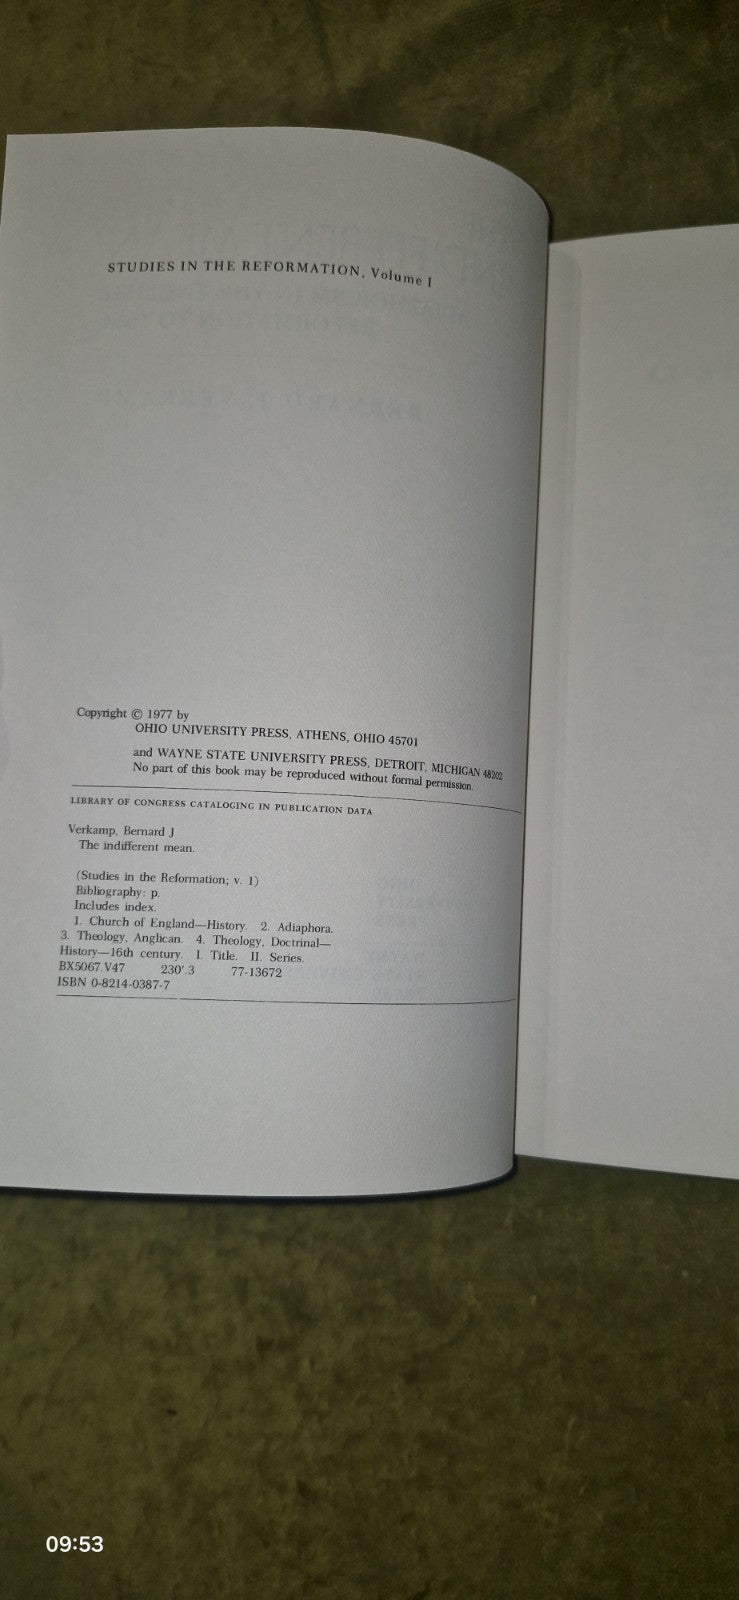 STUDIES IN THE REFORMATION, Volume I
Copyright © 1977 by
OHIO UNIVERSITY PRESS, ATHENS, OHIO 45701
and WAYNE STATE UNIVERSITY PRESS, DETROIT, MICHIGAN 48202
No part of this book may be reproduced without formal permission.
LIBRARY OF CONGRESS CATALOGING IN PUBLICATION DATA
Verkamp, Bernard J
The indifferent mean.
(Studies in the Reformation; v. 1)
Bibliography: p.
Includes index.
1. Church of England—History. 2. Adiaphora.
3. Theology, Anglican. 4. Theology, Doctrinal—
History—16th century. I. Title. II. Series.
BX5067.V47 230'.3 77-13672
ISBN 0-8214-0387-7
09:53